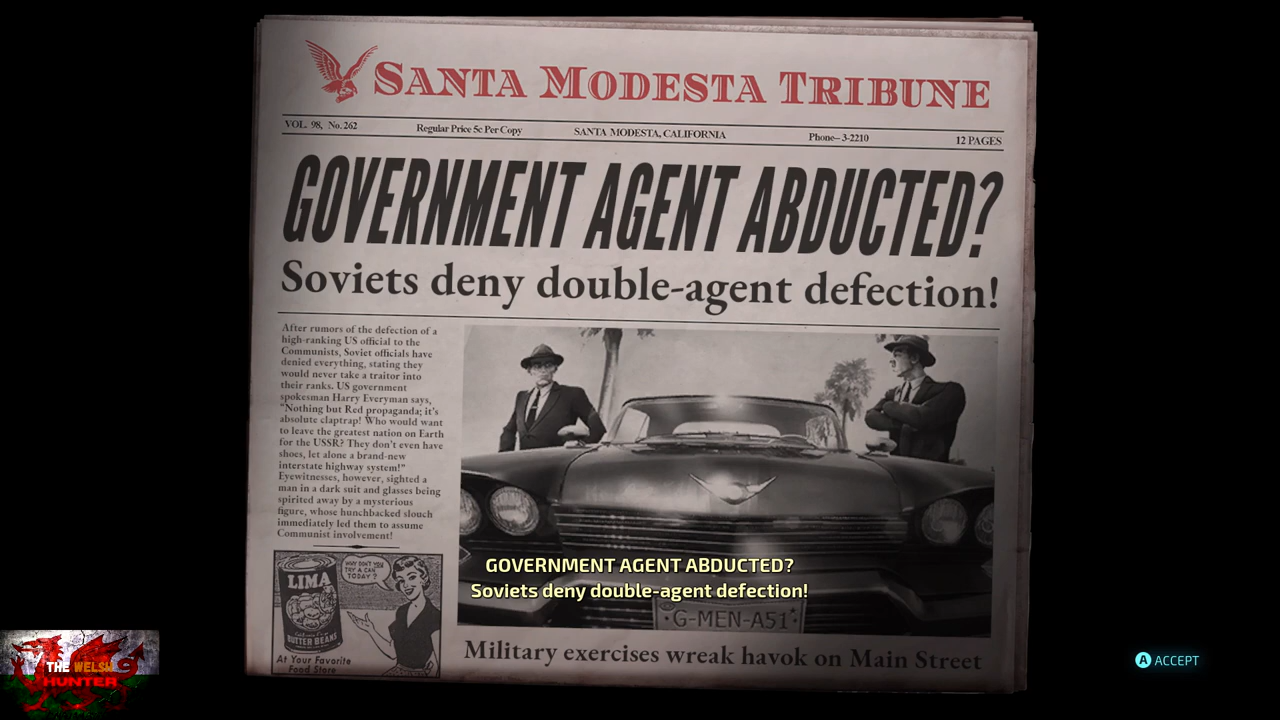 SANTA MODESTA TRIBUNE
VOL. 98, No. 262 Regular Price 5c Per Copy SANTA MODESTA, CALIFORNIA Phone– 3-2210 12 PAGES
GOVERNMENT AGENT ABDUCTED?
Soviets deny double-agent defection!
After rumors of the defection of a
high-ranking US official to the
Communists, Soviet officials have
denied everything, stating they
would never take a traitor into
their ranks. US government
spokesman Harry Everyman says,
"Nothing but Red propaganda; it's
absolute claptrap! Who would want
to leave the greatest nation on Earth
for the USSR? They don't even have
shoes, let alone a brand-new
interstate highway system!"
Eyewitnesses, however, sighted a
man in a dark suit and glasses being
spirited away by a mysterious
figure, whose hunchbacked slouch
immediately led them to assume
Communist involvement!
WHY DON'T YOU
TRY A CAN
TODAY?
LIMA
BUTTER BEANS
At Your Favorite
Food Store
GOVERNMENT AGENT ABDUCTED?
Soviets deny double-agent defection!
G-MEN-A51
Military exercises wreak havok on Main Street
THE WELSH
HUNTER
A ACCEPT